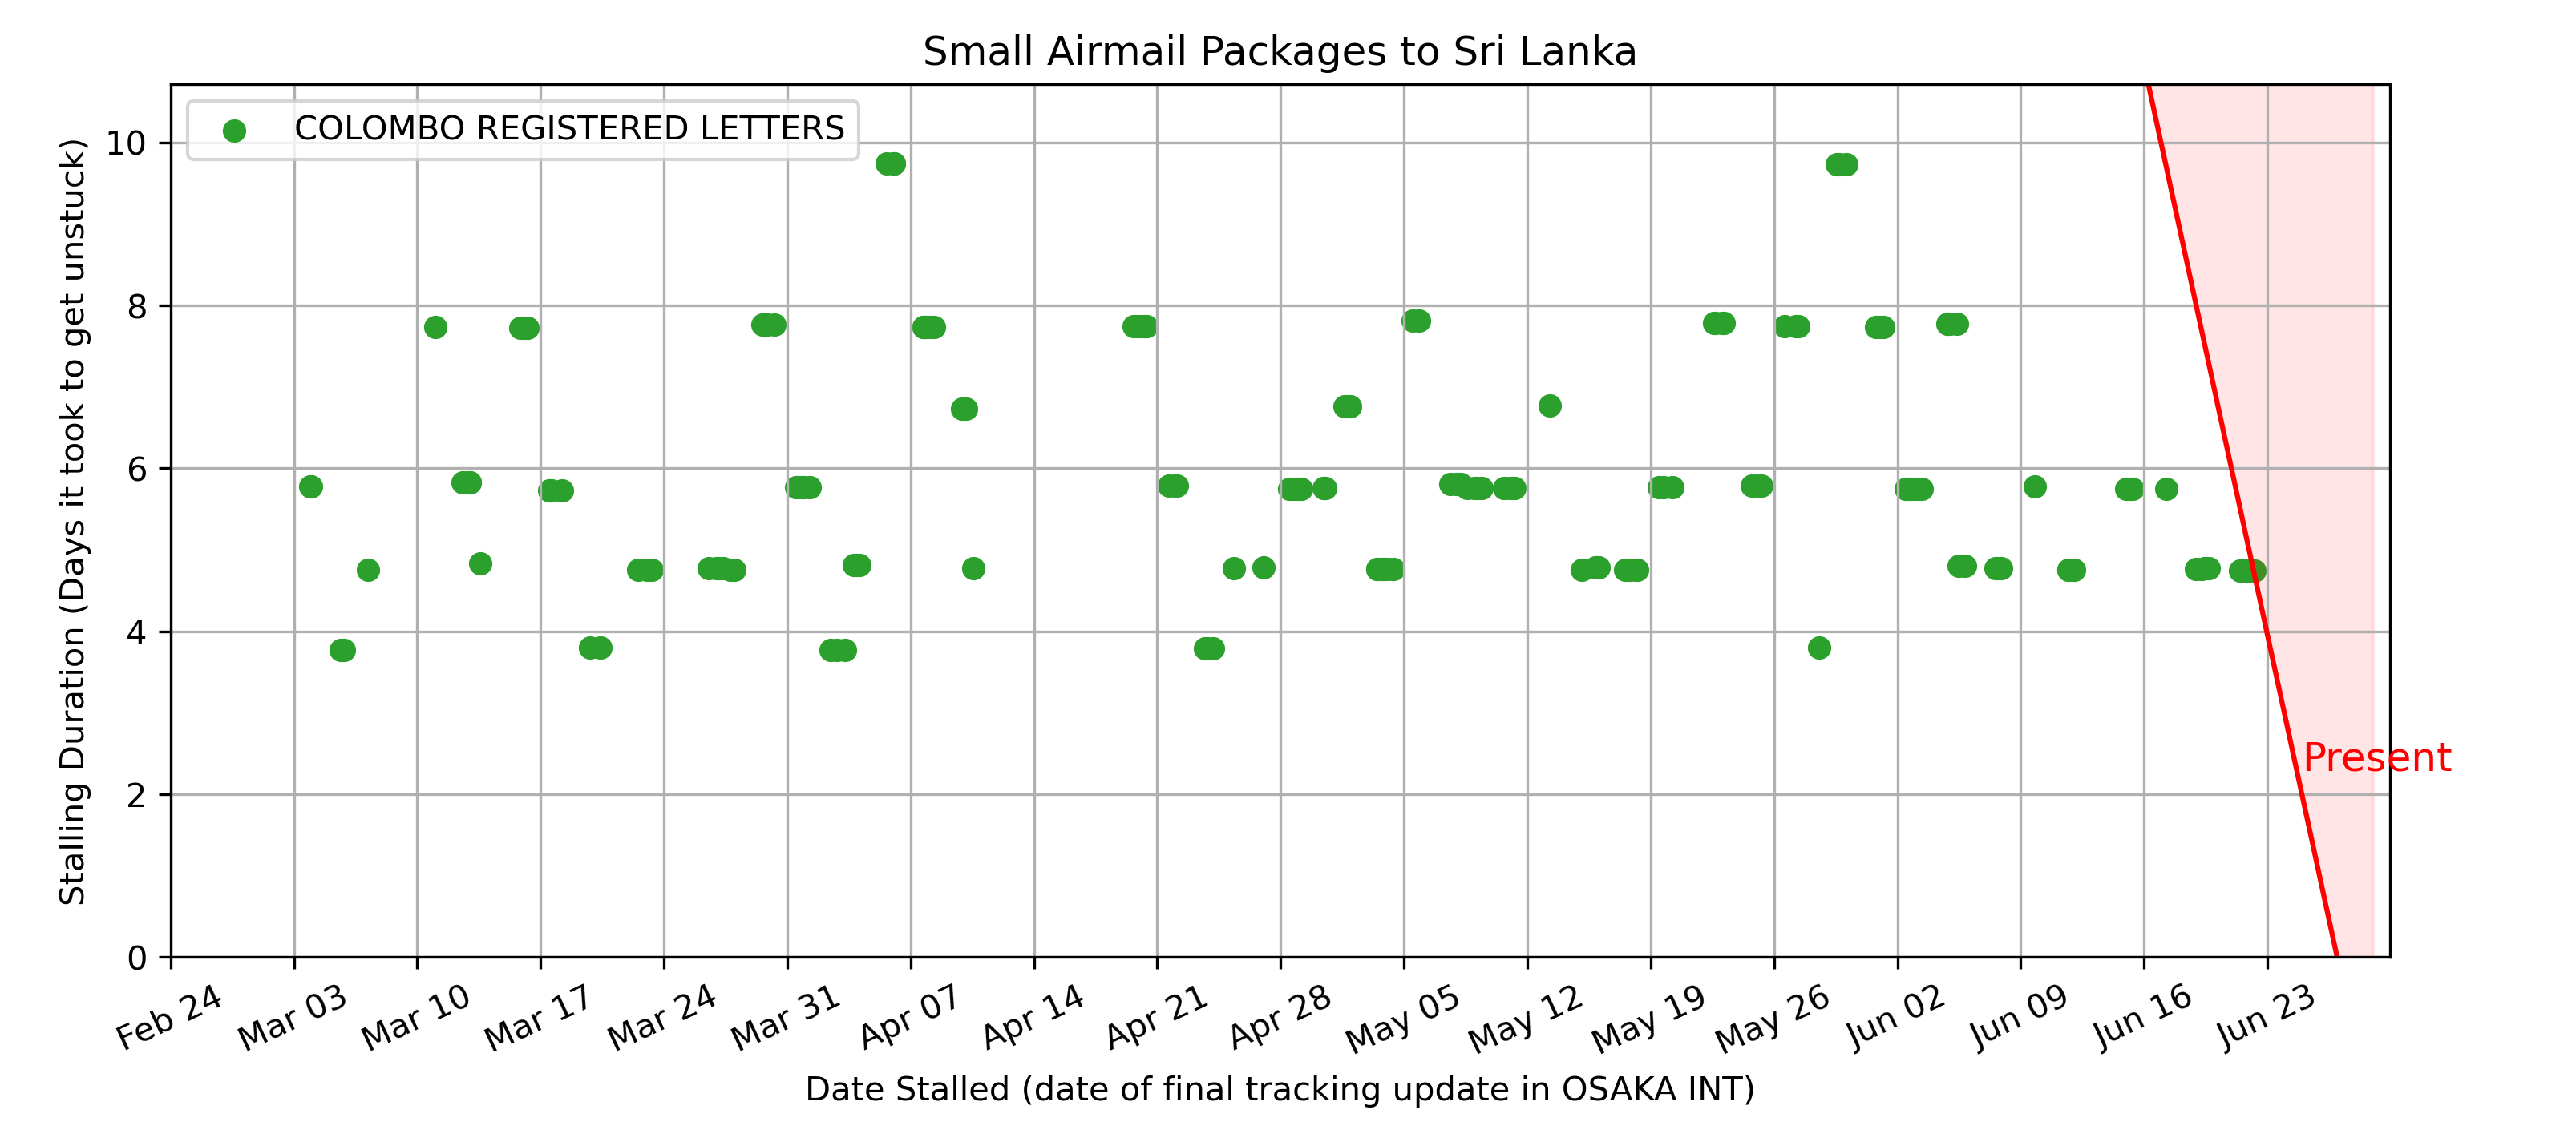 Small Airmail Packages to Sri Lanka
COLOMBO REGISTERED LETTERS
Stalling Duration (Days it took to get unstuck)
10
8
6
4
2
0
Present
Feb 24 Mar 03 Mar 10 Mar 17 Mar 24 Mar 31 Apr 07 Apr 14 Apr 21 Apr 28 May 05 May 12 May 19 May 26 Jun 02 Jun 09 Jun 16 Jun 23
Date Stalled (date of final tracking update in OSAKA INT)